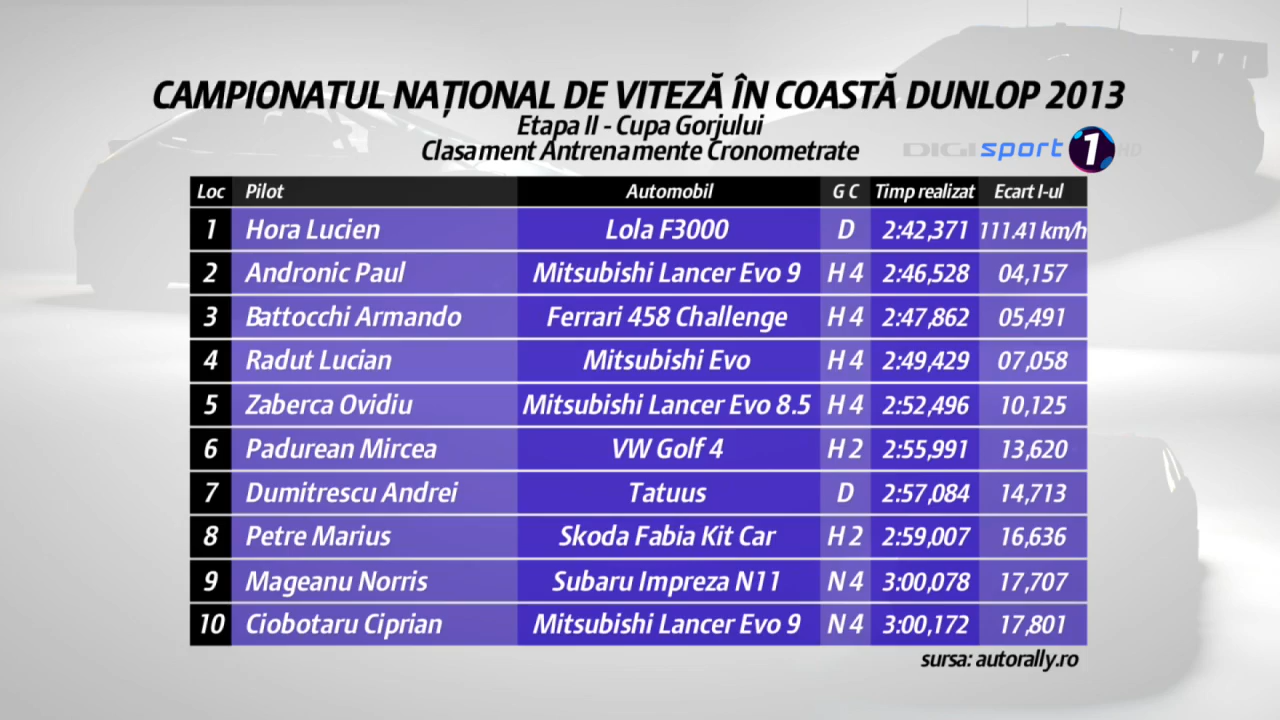 CAMPIONATUL NAȚIONAL DE VITEZĂ ÎN COASTĂ DUNLOP 2013
Etapa II - Cupa Gorjului
Clasament Antrenamente Cronometrate
DIGI sport 1 HD
Loc Pilot Automobil G C Timp realizat Ecart I-ul
1 Hora Lucien Lola F3000 D 2:42,371 111.41 km/h
2 Andronic Paul Mitsubishi Lancer Evo 9 H 4 2:46,528 04,157
3 Battocchi Armando Ferrari 458 Challenge H 4 2:47,862 05,491
4 Radut Lucian Mitsubishi Evo H 4 2:49,429 07,058
5 Zaberca Ovidiu Mitsubishi Lancer Evo 8.5 H 4 2:52,496 10,125
6 Padurean Mircea VW Golf 4 H 2 2:55,991 13,620
7 Dumitrescu Andrei Tatuus D 2:57,084 14,713
8 Petre Marius Skoda Fabia Kit Car H 2 2:59,007 16,636
9 Mageanu Norris Subaru Impreza N11 N 4 3:00,078 17,707
10 Ciobotaru Ciprian Mitsubishi Lancer Evo 9 N 4 3:00,172 17,801
sursa: autorally.ro